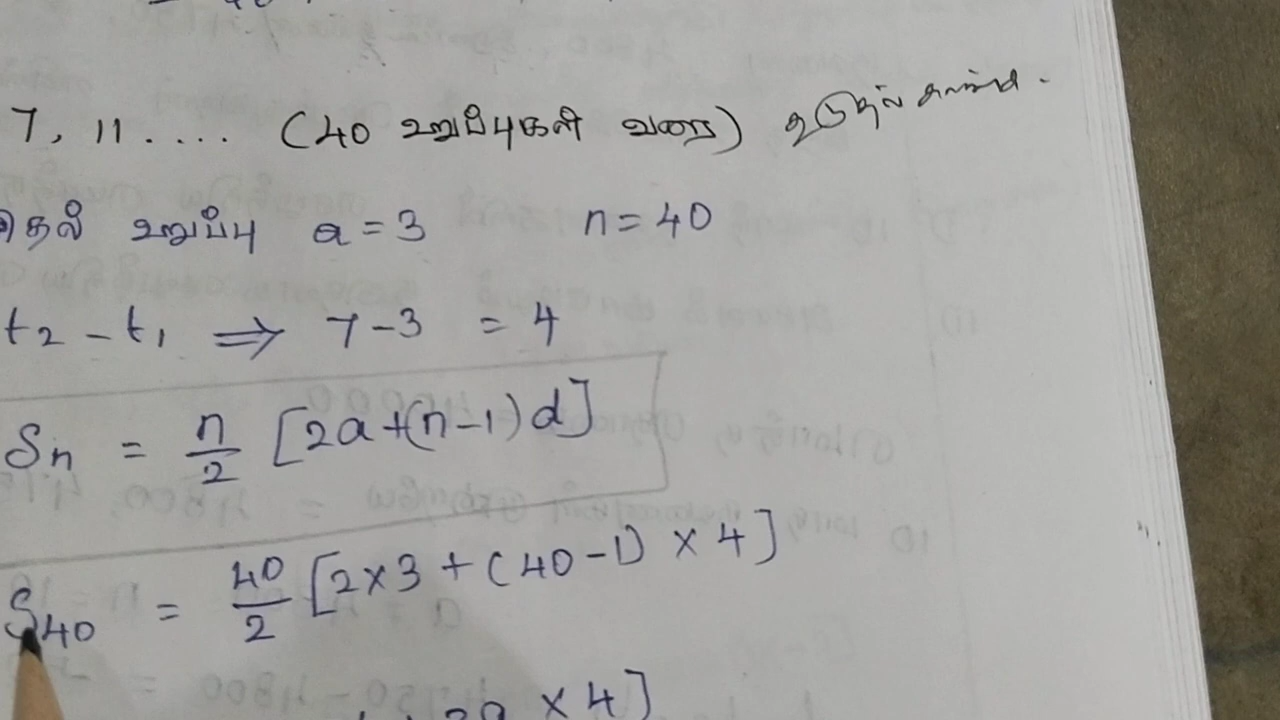 7, 11.... (40 உறுப்புகள் வரை) கூடுதல் காண்க.
தல் உறுப்பு a = 3 n = 40
t₂ - t₁ ⇒ 7 - 3 = 4
Sₙ = n/2 [2a+(n-1)d]
S₄₀ = 40/2 [2×3 + (40-1) × 4]
39 × 4]